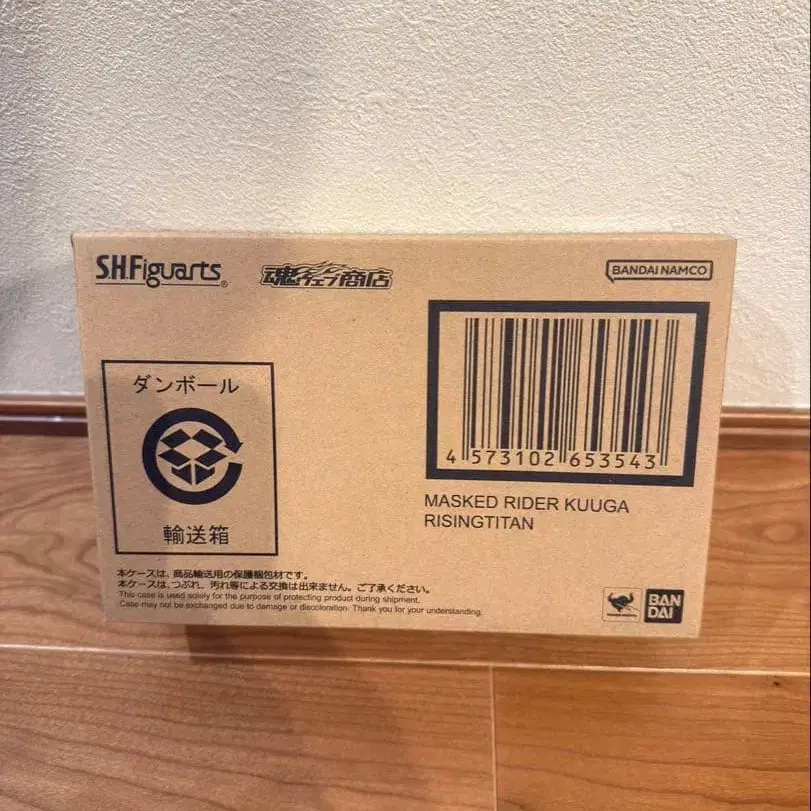 S.H.Figuarts®
魂ウェブ商店
BANDAI NAMCO
ダンボール
輸送箱
4 573102 653543
MASKED RIDER KUUGA
RISINGTITAN
本ケースは、商品輸送用の保護梱包材です。
本ケースは、つぶれ、汚れ等による交換は出来ません。ご了承ください。
This case is used solely for the purpose of protecting product during shipment.
Case may not be exchanged due to damage or discoloration. Thank you for your understanding.
BAN
DAI